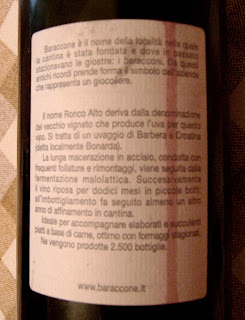 Baraccone è il nome della località nella quale
la cantina è stata fondata e dove in passato
stazionavano le giostre: i baracconi. Da questi
antichi ricordi prende forma il simbolo dell'azienda
che rappresenta un giocoliere.
Il nome Ronco Alto deriva dalla denominazione
del vecchio vigneto che produce l'uva per questo
vino. Si tratta di un uvaggio di Barbera e Croatina
(detta localmente Bonarda).
La lunga macerazione in acciaio, condotta con
frequenti follature e rimontaggi, viene seguita dalla
fermentazione malolattica. Successivamente
il vino riposa per dodici mesi in piccole botti;
all'imbottigliamento fa seguito almeno un altro
anno di affinamento in cantina.
Ideale per accompagnare elaborati e succulenti
piatti a base di carne, ottimo con formaggi stagionati.
Ne vengono prodotte 2.500 bottiglie.
www.baraccone.it